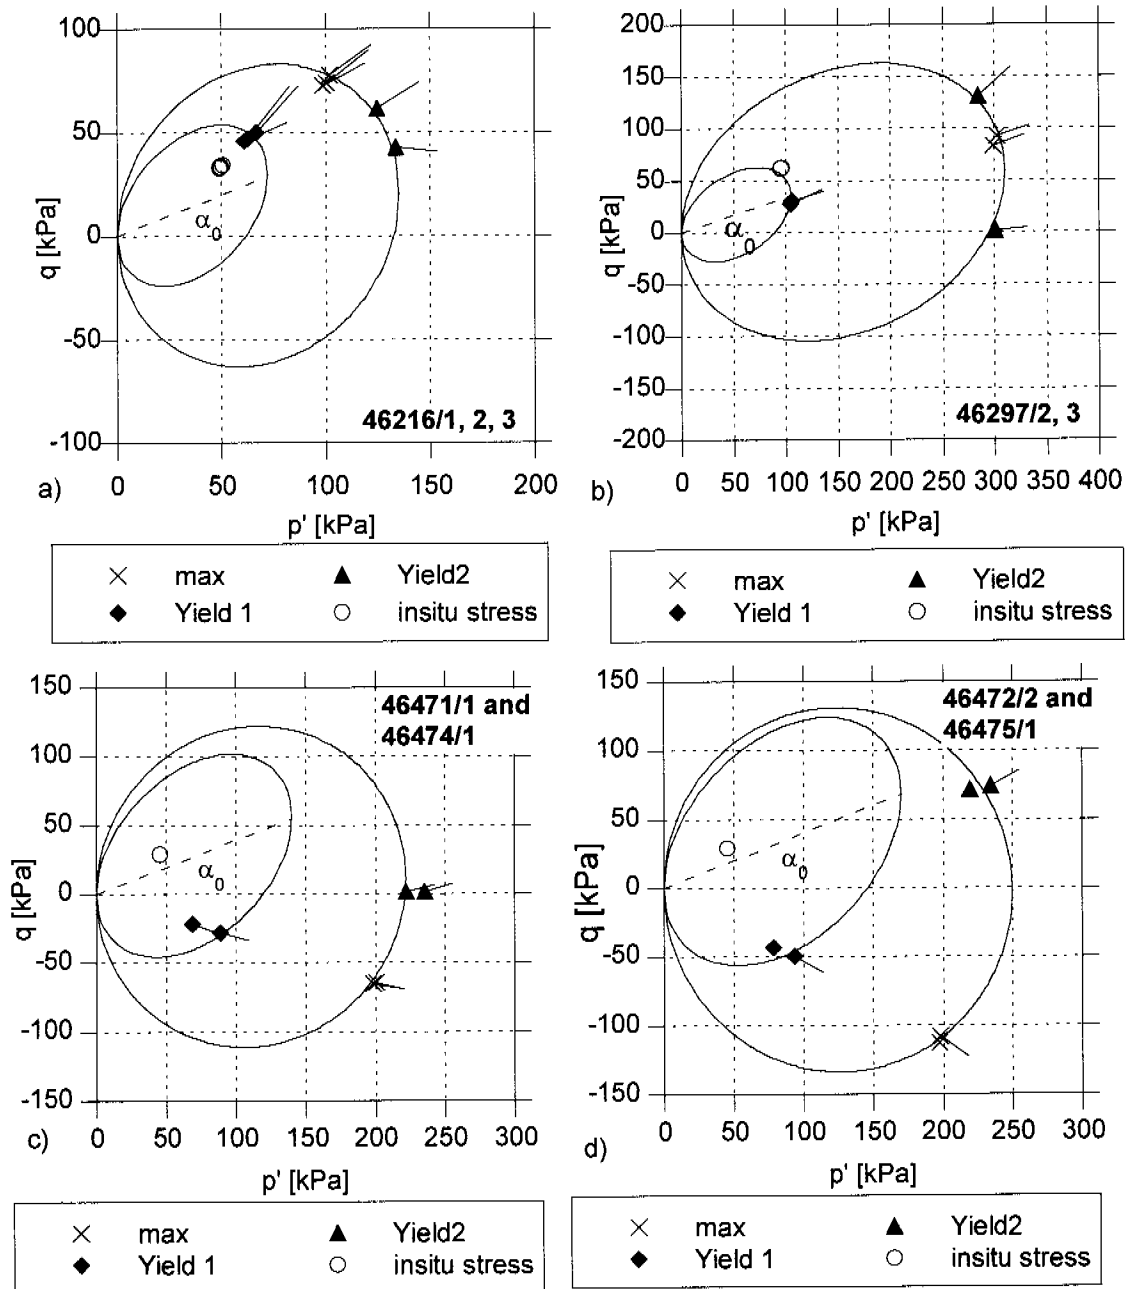 100
50
0
-50
-100
q [kPa]
α0
46216/1, 2, 3
0 50 100 150 200
a)
p' [kPa]
max Yield2
Yield 1 insitu stress
200
150
100
50
0
-50
-100
-150
-200
q [kPa]
α0
46297/2, 3
0 50 100 150 200 250 300 350 400
b)
p' [kPa]
max Yield2
Yield 1 insitu stress
150
100
50
0
-50
-100
-150
q [kPa]
46471/1 and
46474/1
α0
0 50 100 150 200 250 300
c)
p' [kPa]
max Yield2
Yield 1 insitu stress
150
100
50
0
-50
-100
-150
q [kPa]
46472/2 and
46475/1
α0
0 50 100 150 200 250 300
d)
p' [kPa]
max Yield2
Yield 1 insitu stress